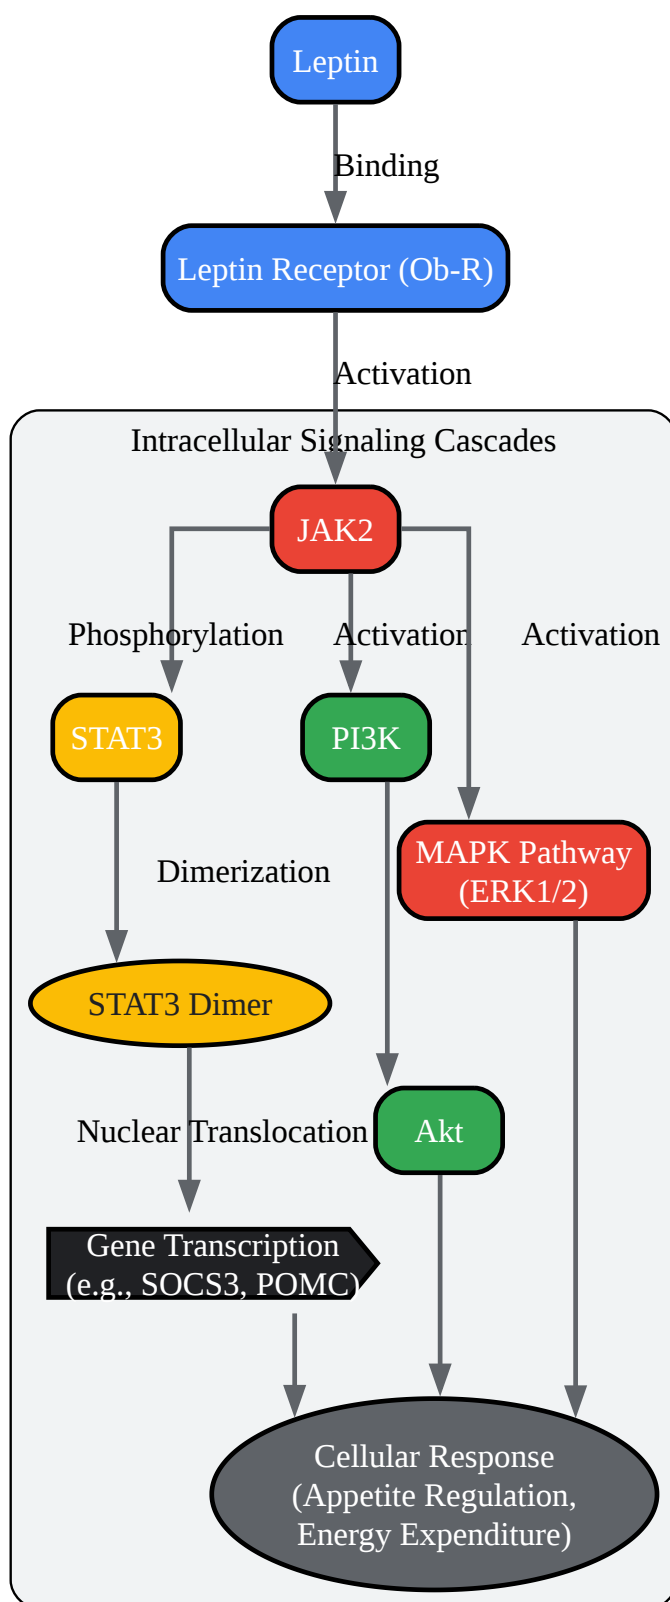 Leptin
Binding
Leptin Receptor (Ob-R)
Activation
Intracellular Signaling Cascades
JAK2
Phosphorylation
Activation
Activation
STAT3
PI3K
MAPK Pathway
(ERK1/2)
Dimerization
STAT3 Dimer
Nuclear Translocation
Akt
Gene Transcription
(e.g., SOCS3, POMC)
Cellular Response
(Appetite Regulation,
Energy Expenditure)